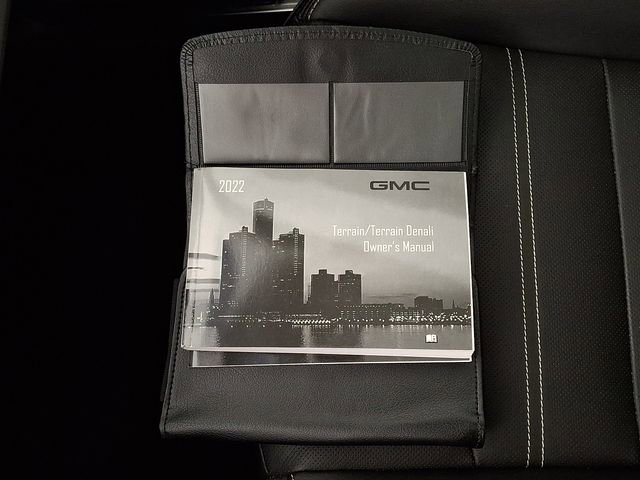 2022
GMC
Terrain/Terrain Denali
Owner's Manual